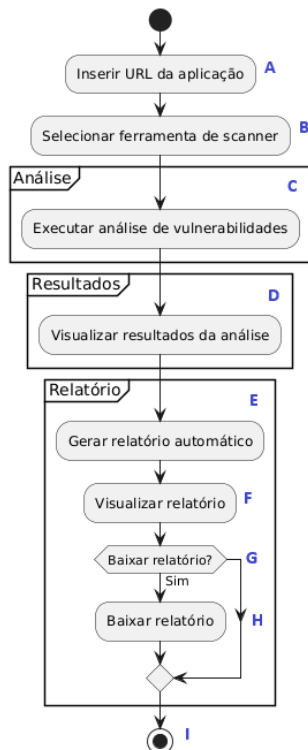 Inserir URL da aplicação A
Selecionar ferramenta de scanner B
Análise
C
Executar análise de vulnerabilidades
Resultados
D
Visualizar resultados da análise
Relatório
E
Gerar relatório automático
Visualizar relatório F
Baixar relatório? G
Sim
Baixar relatório H
I